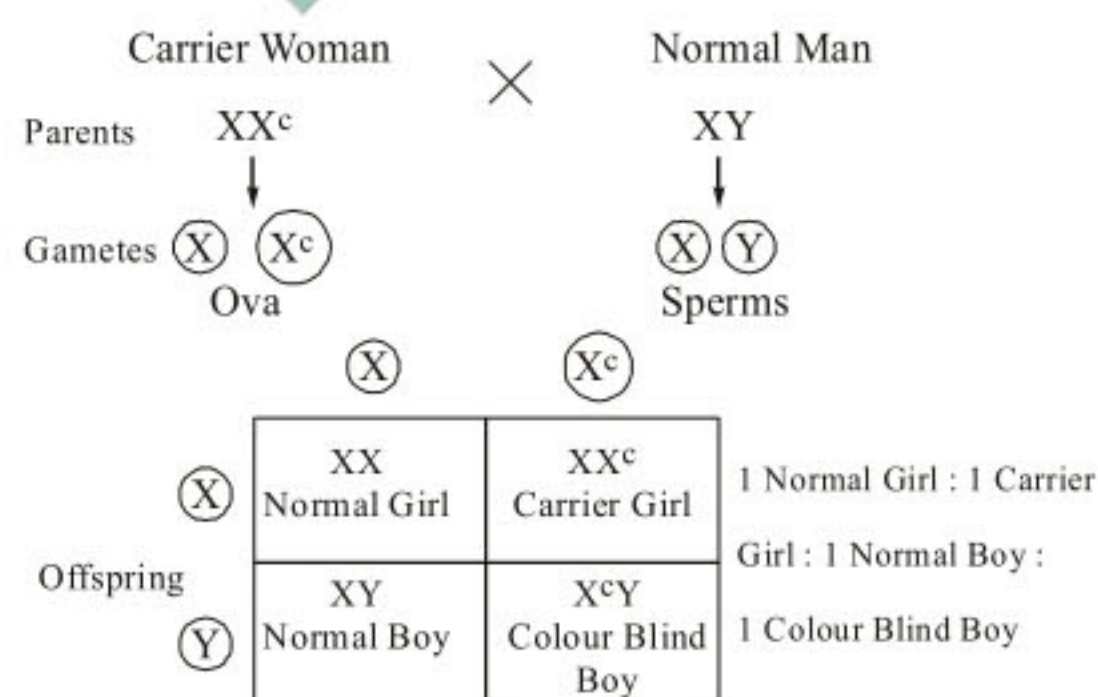 Carrier Woman × Normal Man
Parents XXᶜ XY
Gametes X Xᶜ X Y
Ova Sperms
X Xᶜ
X
XX
Normal Girl
XXᶜ
Carrier Girl
1 Normal Girl : 1 Carrier
Girl : 1 Normal Boy :
1 Colour Blind Boy
Offspring
Y
XY
Normal Boy
XᶜY
Colour Blind
Boy